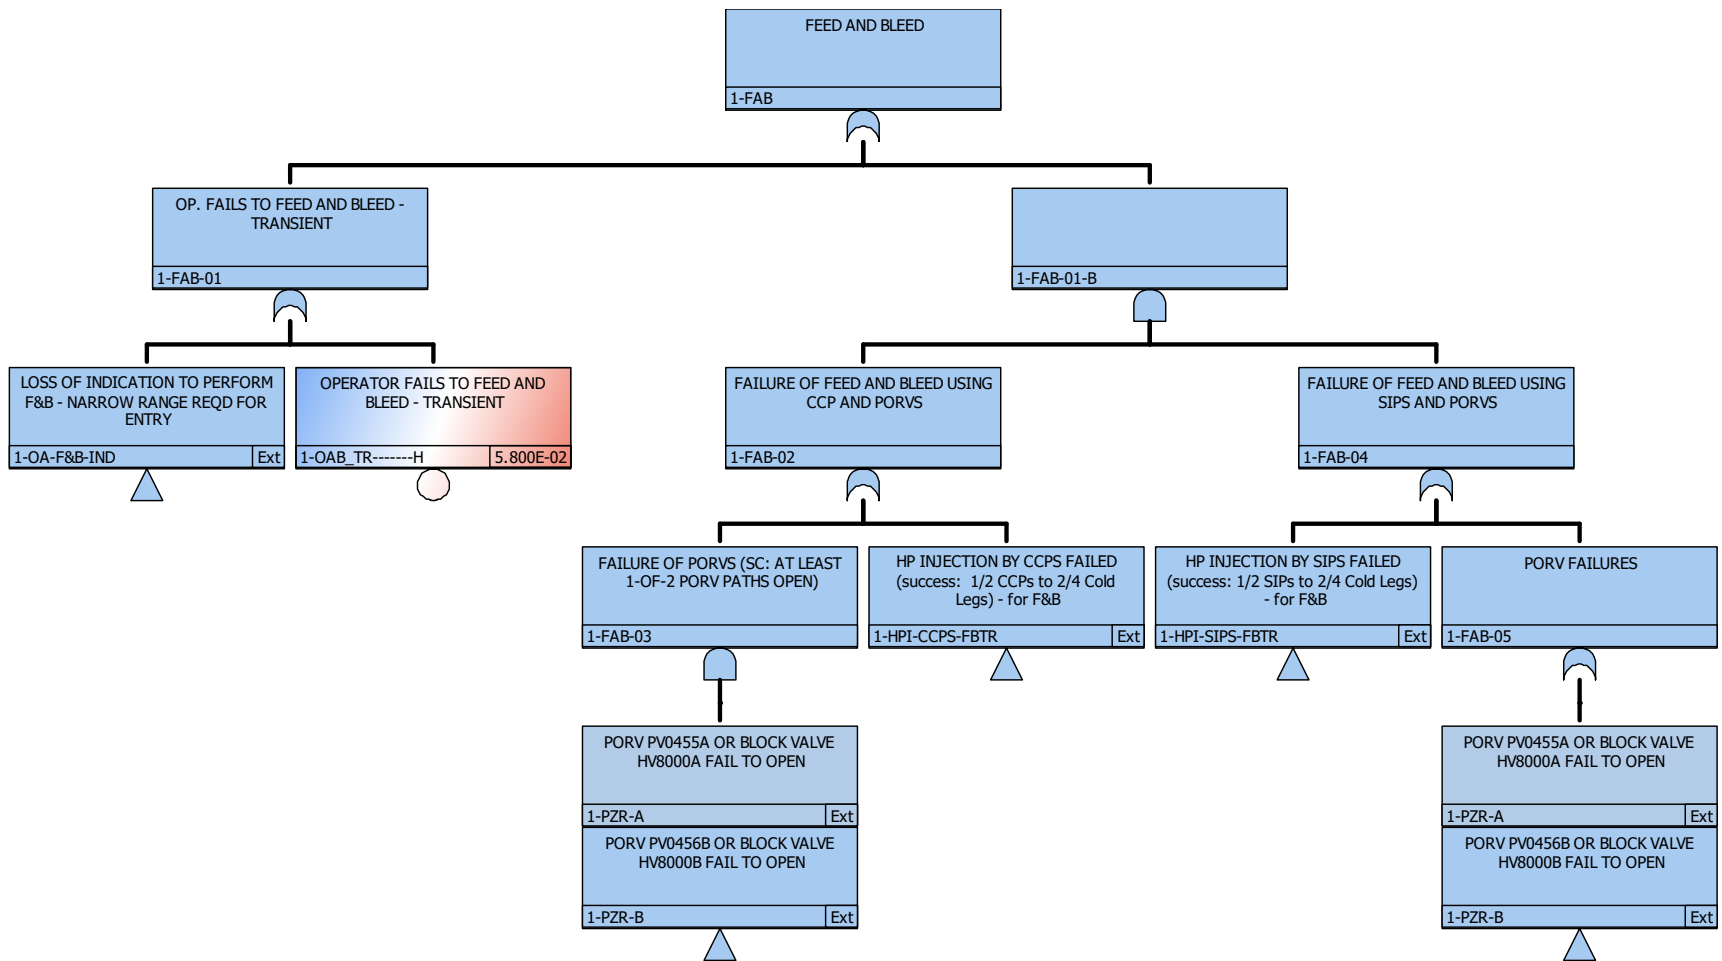 FEED AND BLEED
1-FAB
OP. FAILS TO FEED AND BLEED -
TRANSIENT
1-FAB-01
1-FAB-01-B
LOSS OF INDICATION TO PERFORM
F&B - NARROW RANGE REQD FOR
ENTRY
1-OA-F&B-IND Ext
OPERATOR FAILS TO FEED AND
BLEED - TRANSIENT
1-OAB_TR-------H 5.800E-02
FAILURE OF FEED AND BLEED USING
CCP AND PORVS
1-FAB-02
FAILURE OF FEED AND BLEED USING
SIPS AND PORVS
1-FAB-04
FAILURE OF PORVS (SC: AT LEAST
1-OF-2 PORV PATHS OPEN)
1-FAB-03
HP INJECTION BY CCPS FAILED
(success: 1/2 CCPs to 2/4 Cold
Legs) - for F&B
1-HPI-CCPS-FBTR Ext
HP INJECTION BY SIPS FAILED
(success: 1/2 SIPs to 2/4 Cold Legs)
- for F&B
1-HPI-SIPS-FBTR Ext
PORV FAILURES
1-FAB-05
PORV PV0455A OR BLOCK VALVE
HV8000A FAIL TO OPEN
1-PZR-A Ext
PORV PV0456B OR BLOCK VALVE
HV8000B FAIL TO OPEN
1-PZR-B Ext
PORV PV0455A OR BLOCK VALVE
HV8000A FAIL TO OPEN
1-PZR-A Ext
PORV PV0456B OR BLOCK VALVE
HV8000B FAIL TO OPEN
1-PZR-B Ext